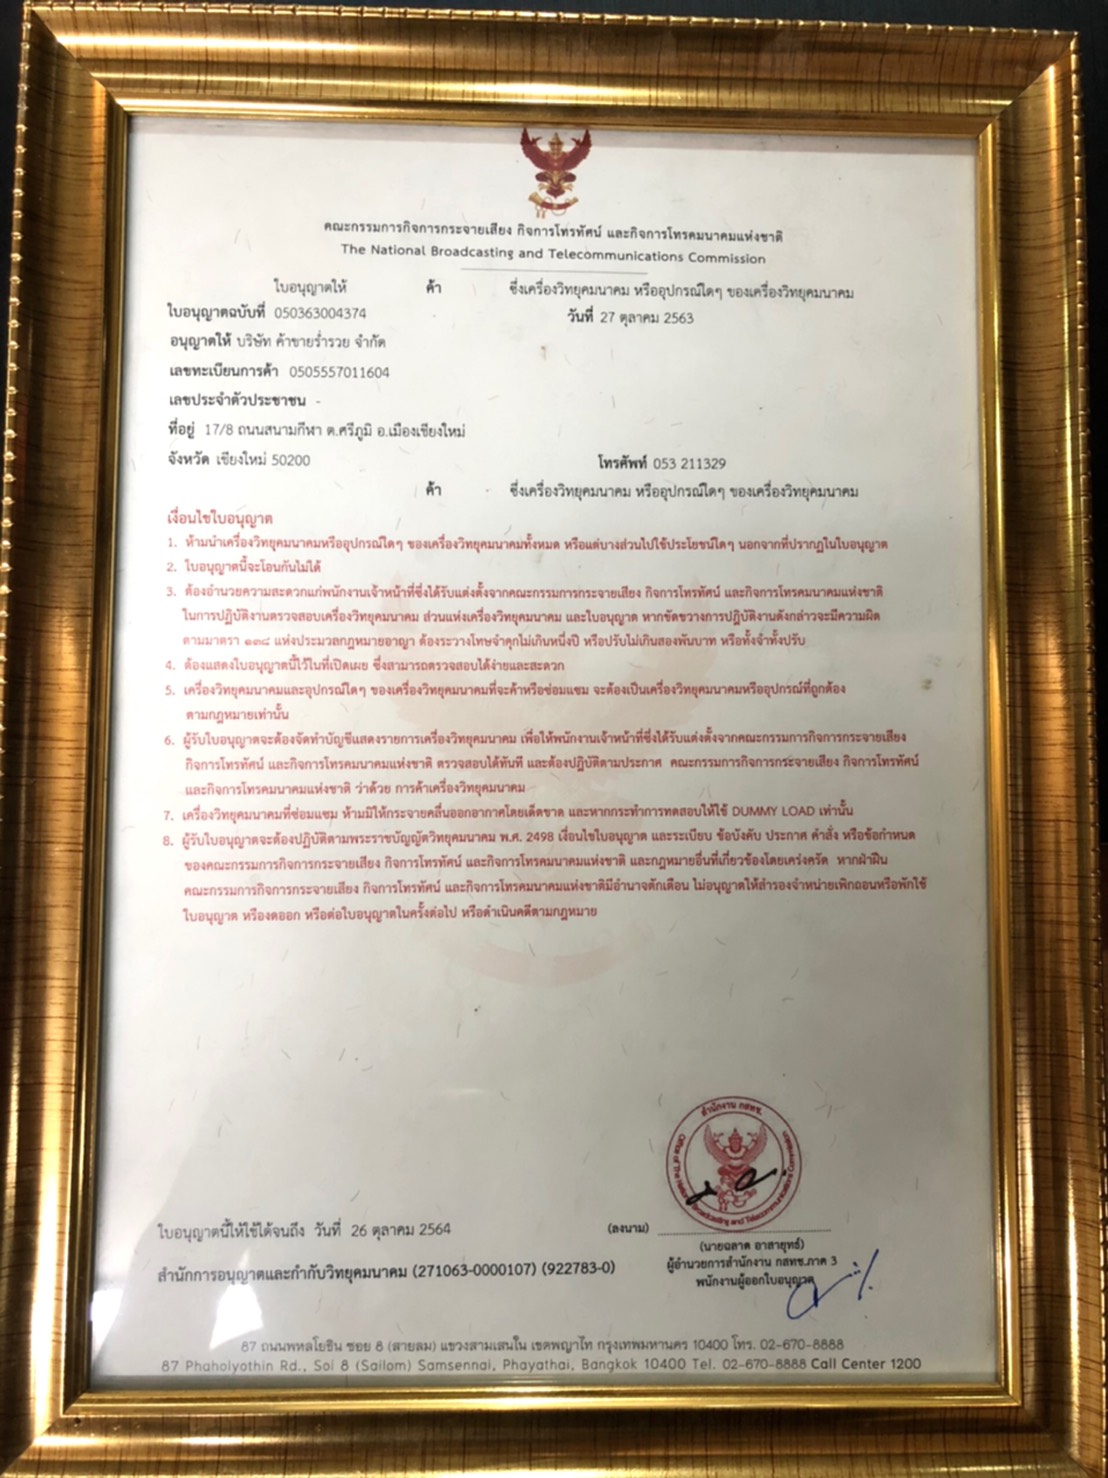 คณะกรรมการกิจการกระจายเสียง กิจการโทรทัศน์ และกิจการโทรคมนาคมแห่งชาติ
The National Broadcasting and Telecommunications Commission
ใบอนุญาตให้ ค้า ซึ่งเครื่องวิทยุคมนาคม หรืออุปกรณ์ใดๆ ของเครื่องวิทยุคมนาคม
ใบอนุญาตฉบับที่ 050363004374 วันที่ 27 ตุลาคม 2563
อนุญาตให้ บริษัท ค้าขายร่ำรวย จำกัด
เลขทะเบียนการค้า 0505557011604
เลขประจำตัวประชาชน -
ที่อยู่ 17/8 ถนนสนามกีฬา ต.ศรีภูมิ อ.เมืองเชียงใหม่
จังหวัด เชียงใหม่ 50200 โทรศัพท์ 053 211329
ค้า - ซึ่งเครื่องวิทยุคมนาคม หรืออุปกรณ์ใดๆ ของเครื่องวิทยุคมนาคม
เงื่อนไขใบอนุญาต
1. ห้ามนำเครื่องวิทยุคมนาคมหรืออุปกรณ์ใดๆ ของเครื่องวิทยุคมนาคมทั้งหมด หรือแต่บางส่วนไปใช้ประโยชน์ใดๆ นอกจากที่ปรากฏในใบอนุญาต
2. ใบอนุญาตนี้จะโอนกันไม่ได้
3. ต้องอำนวยความสะดวกแก่พนักงานเจ้าหน้าที่ซึ่งได้รับแต่งตั้งจากคณะกรรมการกระจายเสียง กิจการโทรทัศน์ และกิจการโทรคมนาคมแห่งชาติ
ในการปฏิบัติงานตรวจสอบเครื่องวิทยุคมนาคม ส่วนแห่งเครื่องวิทยุคมนาคม และใบอนุญาต หากขัดขวางการปฏิบัติงานดังกล่าวจะมีความผิด
ตามมาตรา ๑๓๘ แห่งประมวลกฎหมายอาญา ต้องระวางโทษจำคุกไม่เกินหนึ่งปี หรือปรับไม่เกินสองพันบาท หรือทั้งจำทั้งปรับ
4. ต้องแสดงใบอนุญาตนี้ไว้ในที่เปิดเผย ซึ่งสามารถตรวจสอบได้ง่ายและสะดวก
5. เครื่องวิทยุคมนาคมและอุปกรณ์ใดๆ ของเครื่องวิทยุคมนาคมที่จะค้าหรือซ่อมแซม จะต้องเป็นเครื่องวิทยุคมนาคมหรืออุปกรณ์ที่ถูกต้อง
ตามกฎหมายเท่านั้น
6. ผู้รับใบอนุญาตจะต้องจัดทำบัญชีแสดงรายการเครื่องวิทยุคมนาคม เพื่อให้พนักงานเจ้าหน้าที่ซึ่งได้รับแต่งตั้งจากคณะกรรมการกิจการกระจายเสียง
กิจการโทรทัศน์ และกิจการโทรคมนาคมแห่งชาติ ตรวจสอบได้ทันที และต้องปฏิบัติตามประกาศ คณะกรรมการกิจการกระจายเสียง กิจการโทรทัศน์
และกิจการโทรคมนาคมแห่งชาติ ว่าด้วย การค้าเครื่องวิทยุคมนาคม
7. เครื่องวิทยุคมนาคมที่ซ่อมแซม ห้ามมิให้กระจายคลื่นออกอากาศโดยเด็ดขาด และหากกระทำการทดสอบให้ใช้ DUMMY LOAD เท่านั้น
8. ผู้รับใบอนุญาตจะต้องปฏิบัติตามพระราชบัญญัติวิทยุคมนาคม พ.ศ. 2498 เงื่อนไขใบอนุญาต และระเบียบ ข้อบังคับ ประกาศ คำสั่ง หรือข้อกำหนด
ของคณะกรรมการกิจการกระจายเสียง กิจการโทรทัศน์ และกิจการโทรคมนาคมแห่งชาติ และกฎหมายอื่นที่เกี่ยวข้องโดยเคร่งครัด หากฝ่าฝืน
คณะกรรมการกิจการกระจายเสียง กิจการโทรทัศน์ และกิจการโทรคมนาคมแห่งชาติมีอำนาจตักเตือน ไม่อนุญาตให้สำรองจำหน่ายเพิกถอนหรือพักใช้
ใบอนุญาต หรืองดออก หรือต่อใบอนุญาตในครั้งต่อไป หรือดำเนินคดีตามกฎหมาย
สำนักงาน กสทช.
Office of The National Broadcasting and Telecommunications Commission
ใบอนุญาตนี้ให้ใช้ได้จนถึง วันที่ 26 ตุลาคม 2564 (ลงนาม)
(นายฉลาด อาสายุทธ์)
ผู้อำนวยการสำนักงาน กสทช.ภาค 3
สำนักการอนุญาตและกำกับวิทยุคมนาคม (271063-0000107) (922783-0)
พนักงานผู้ออกใบอนุญาต
87 ถนนพหลโยธิน ซอย 8 (สายลม) แขวงสามเสนใน เขตพญาไท กรุงเทพมหานคร 10400 โทร. 02-670-8888
87 Phaholyothin Rd., Soi 8 (Sailom) Samsennai, Phayathai, Bangkok 10400 Tel. 02-670-8888 Call Center 1200